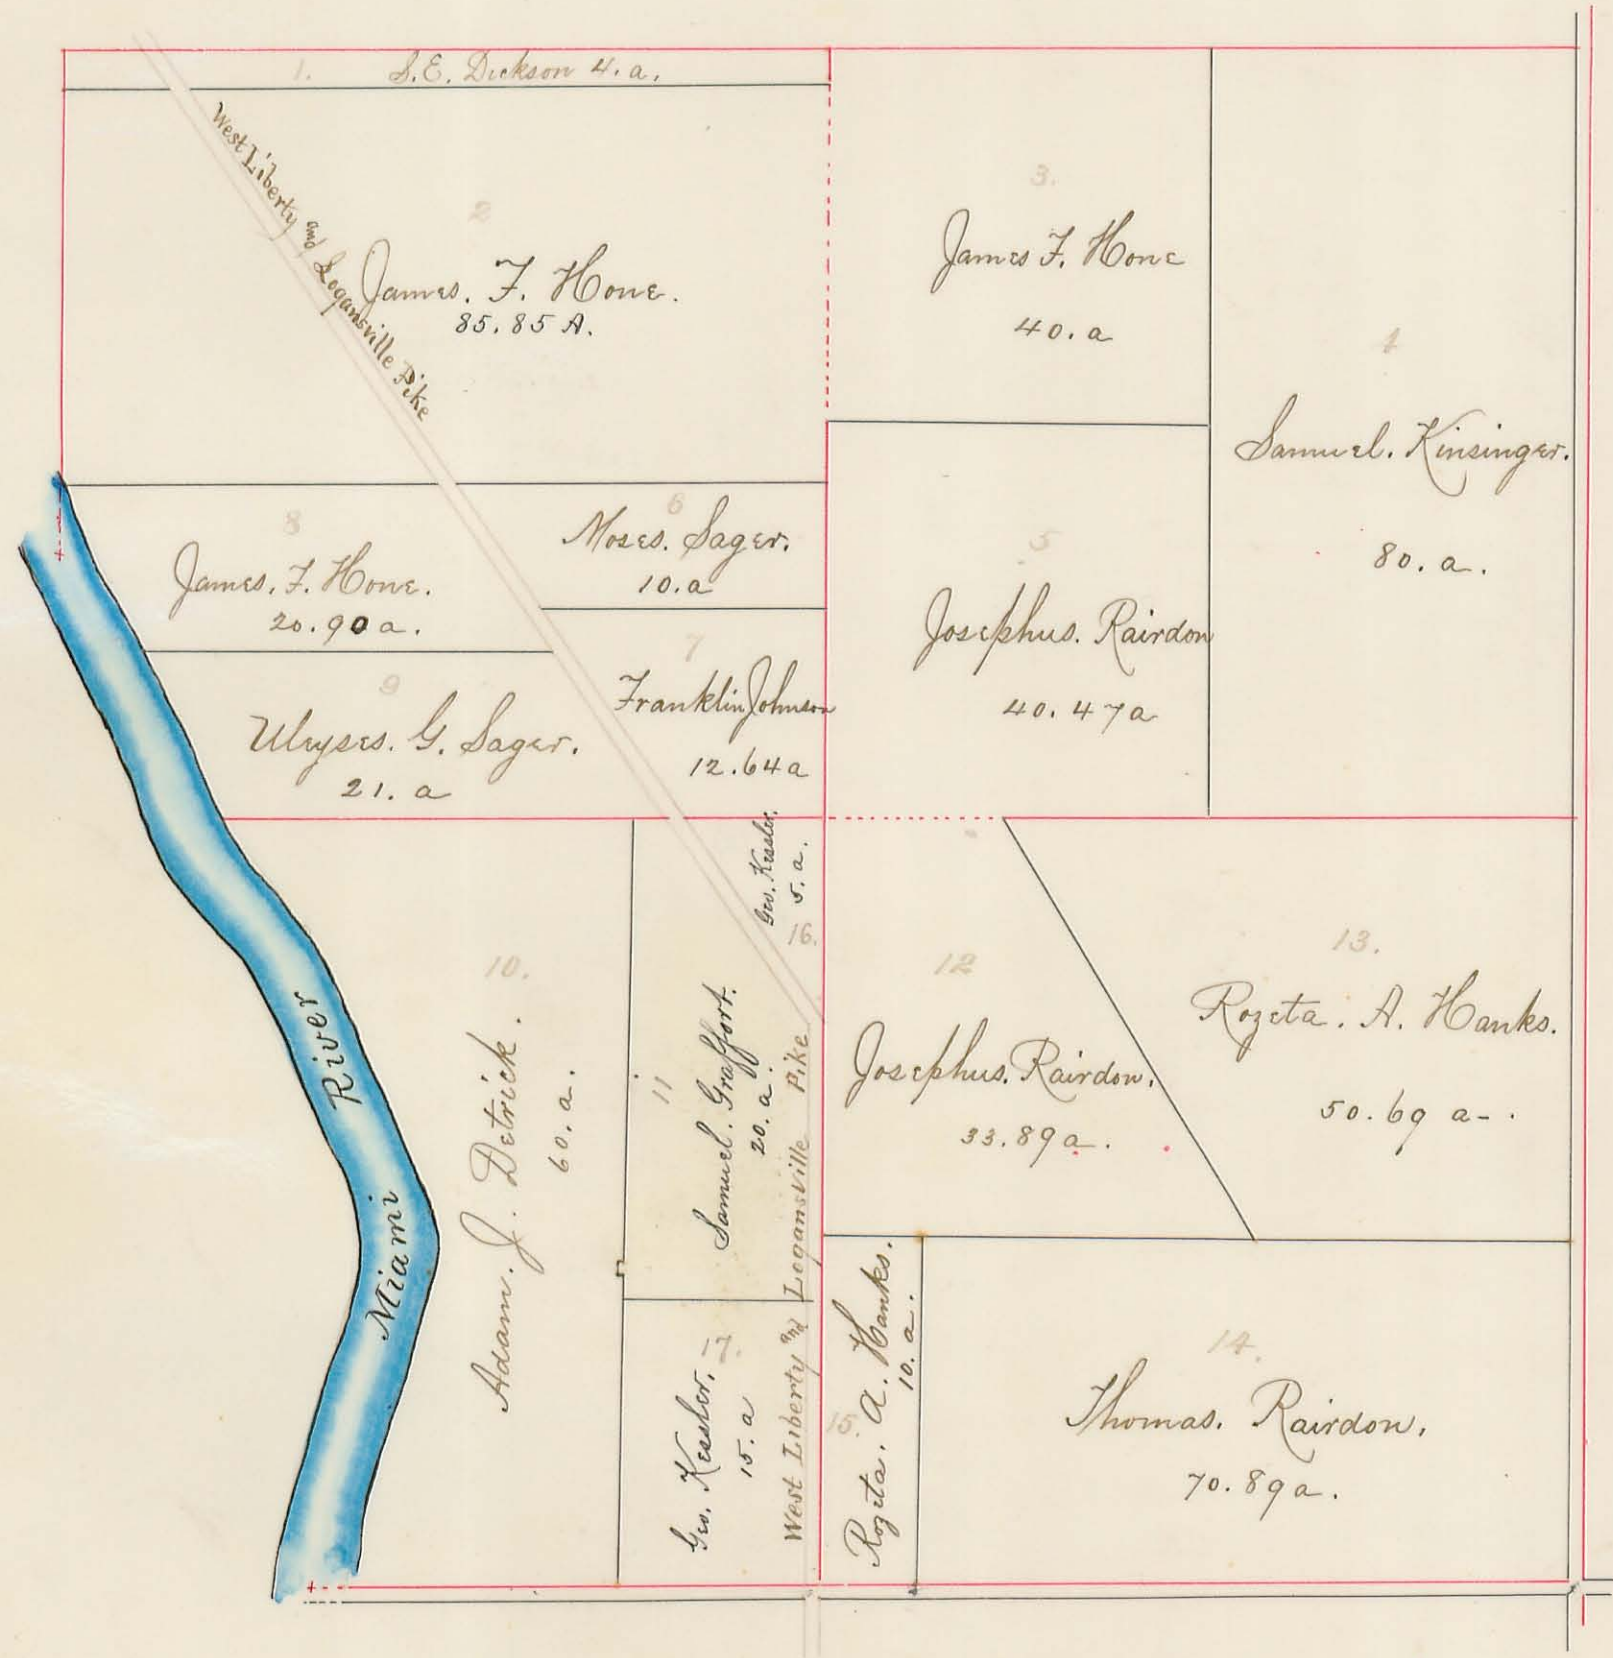 1. S. E. Dickson 4. a.
West Liberty and Logansville Pike
2
James. F. Hone.
85.85 A.
3.
James F. Hone
40. a
4
Samuel. Kinsinger.
80. a.
8
James. F. Hone.
20.90 a.
6
Moses. Sager.
10. a
5
Josephus. Rairdon
40.47 a
7
Franklin Johnson
12.64 a
9
Ulysses. G. Sager.
21. a
Geo. Kessler.
5. a.
16.
10.
Adam. J. Detrick.
60. a.
11
Samuel. Graffort.
20. a.
12
Josephus. Rairdon.
33.89 a.
13.
Rozeta. A. Hanks.
50.69 a-.
Miami River
West Liberty and Logansville Pike
17.
Geo. Kessler.
15. a
15.
Rozeta. A. Hanks.
10. a.
14.
Thomas. Rairdon.
70.89 a.